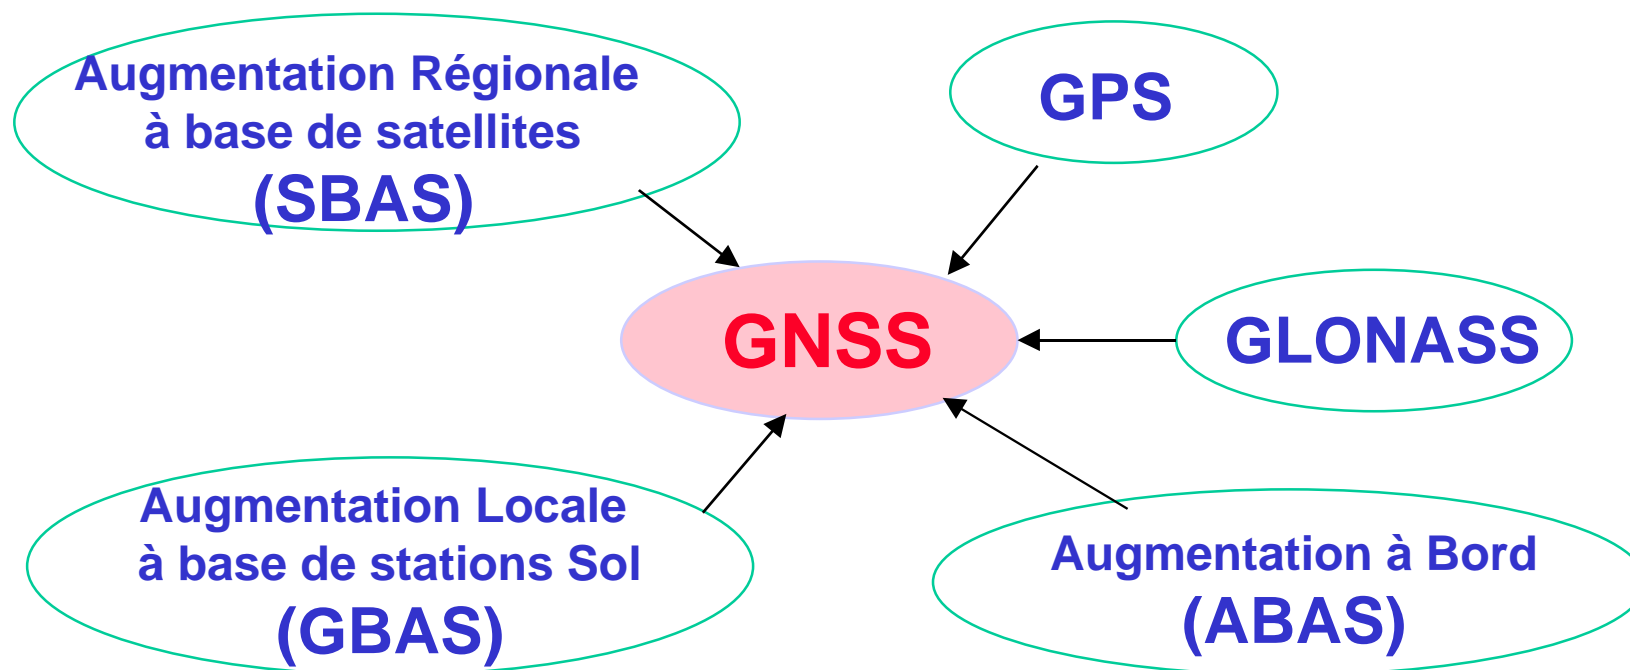 Augmentation Régionale
à base de satellites
(SBAS)
GPS
GNSS
GLONASS
Augmentation Locale
à base de stations Sol
(GBAS)
Augmentation à Bord
(ABAS)